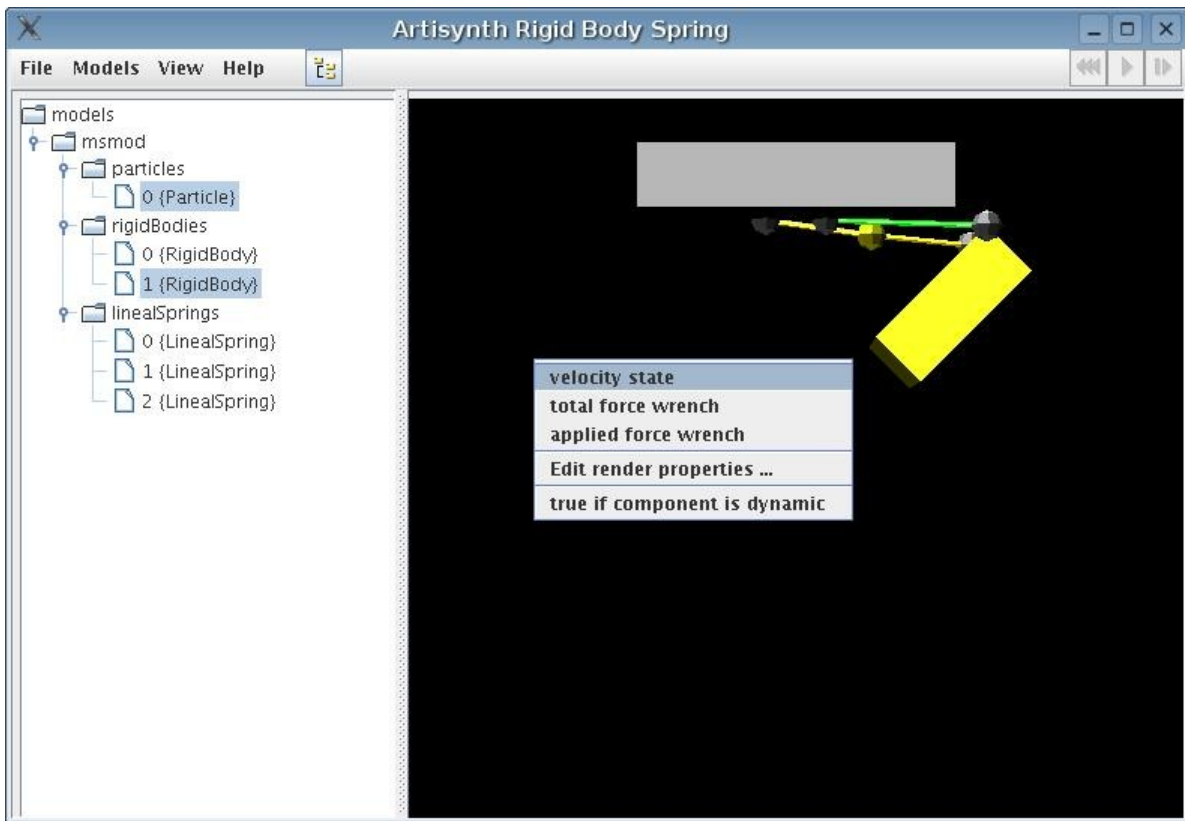 Artisynth Rigid Body Spring
File Models View Help
models
msmod
particles
0 {Particle}
rigidBodies
0 {RigidBody}
1 {RigidBody}
linealSprings
0 {LinealSpring}
1 {LinealSpring}
2 {LinealSpring}
velocity state
total force wrench
applied force wrench
Edit render properties ...
true if component is dynamic